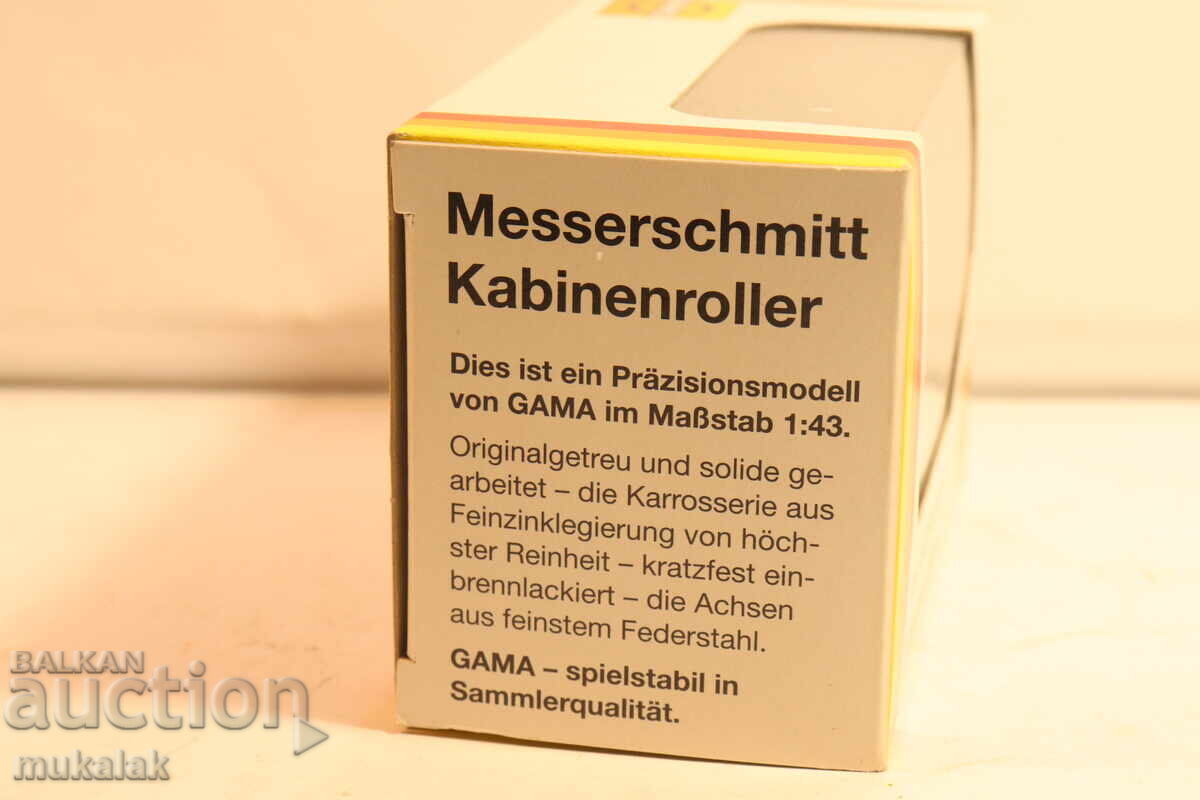 Messerschmitt
Kabinenroller
Dies ist ein Präzisionsmodell
von GAMA im Maßstab 1:43.
Originalgetreu und solide ge-
arbeitet – die Karrosserie aus
Feinzinklegierung von höch-
ster Reinheit – kratzfest ein-
brennlackiert – die Achsen
aus feinstem Federstahl.
GAMA – spielstabil in
Sammlerqualität.
BALKAN
auction
mukalak